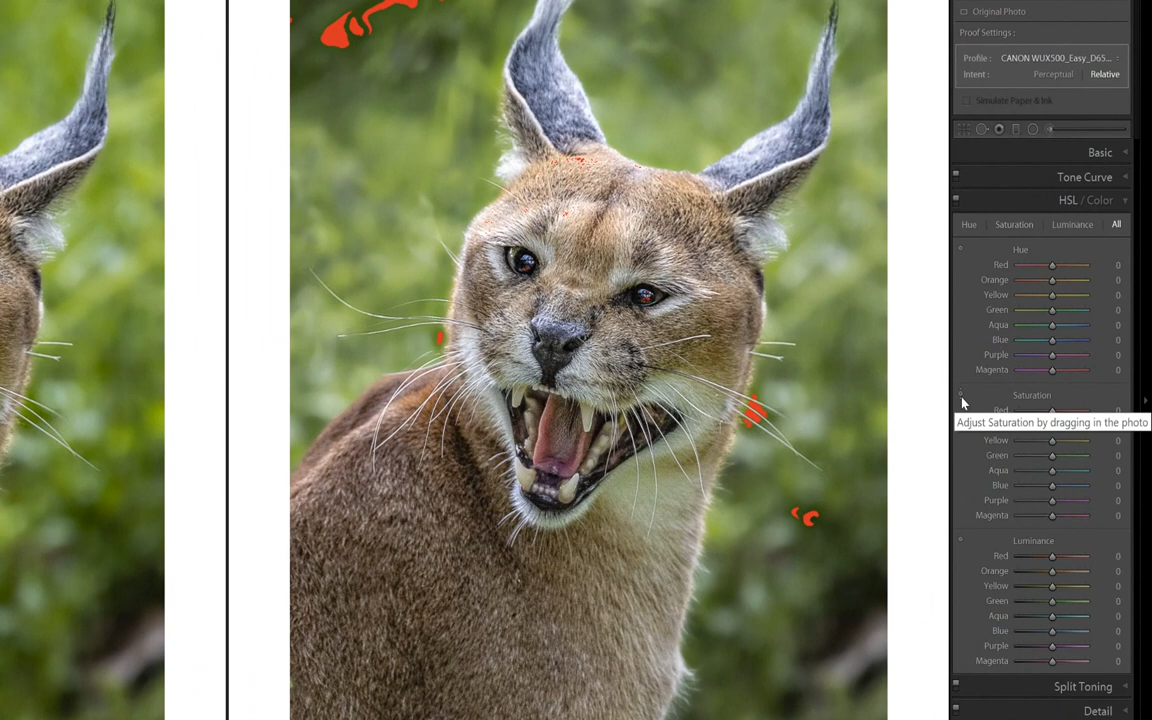 Original Photo
Proof Settings :
Profile : CANON WUX500_Easy_D65... :
Intent : Perceptual | Relative
Simulate Paper & Ink
Basic
Tone Curve
HSL / Color
Hue | Saturation | Luminance | All
Hue
Red 0
Orange 0
Yellow 0
Green 0
Aqua 0
Blue 0
Purple 0
Magenta 0
Saturation
Red 0
Adjust Saturation by dragging in the photo
Yellow 0
Green 0
Aqua 0
Blue 0
Purple 0
Magenta 0
Luminance
Red 0
Orange 0
Yellow 0
Green 0
Aqua 0
Blue 0
Purple 0
Magenta 0
Split Toning
Detail